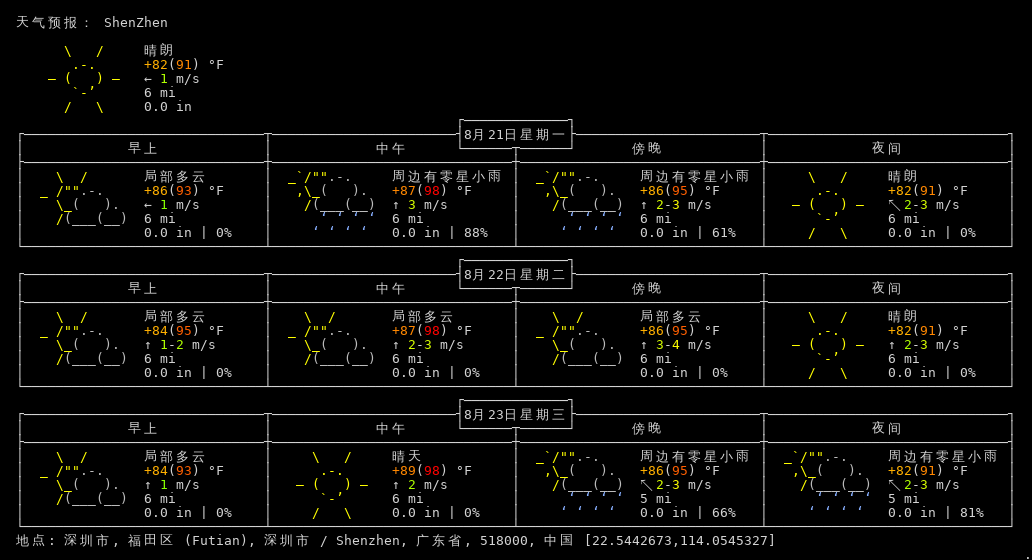 天气预报： ShenZhen
晴朗
+82(91) °F
← 1 m/s
6 mi
0.0 in
8月21日星期一
早上 中午 傍晚 夜间
局部多云 周边有零星小雨 周边有零星小雨 晴朗
+86(93) °F +87(98) °F +86(95) °F +82(91) °F
← 1 m/s ↑ 3 m/s ↑ 2-3 m/s ↖ 2-3 m/s
6 mi 6 mi 6 mi 6 mi
0.0 in | 0% 0.0 in | 88% 0.0 in | 61% 0.0 in | 0%
8月22日星期二
早上 中午 傍晚 夜间
局部多云 局部多云 局部多云 晴朗
+84(95) °F +87(98) °F +86(95) °F +82(91) °F
↑ 1-2 m/s ↑ 2-3 m/s ↑ 3-4 m/s ↑ 2-3 m/s
6 mi 6 mi 6 mi 6 mi
0.0 in | 0% 0.0 in | 0% 0.0 in | 0% 0.0 in | 0%
8月23日星期三
早上 中午 傍晚 夜间
局部多云 晴天 周边有零星小雨 周边有零星小雨
+84(93) °F +89(98) °F +86(95) °F +82(91) °F
↑ 1 m/s ↑ 2 m/s ↖ 2-3 m/s ↖ 2-3 m/s
6 mi 6 mi 5 mi 5 mi
0.0 in | 0% 0.0 in | 0% 0.0 in | 66% 0.0 in | 81%
地点: 深圳市, 福田区 (Futian), 深圳市 / Shenzhen, 广东省, 518000, 中国 [22.5442673,114.0545327]